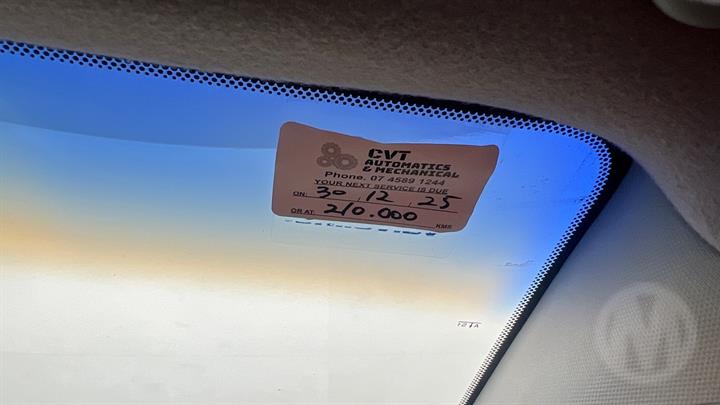 CVT
AUTOMATICS
& MECHANICAL
Phone. 07 4589 1244
YOUR NEXT SERVICE IS DUE
ON: 30 , 12 , 25
OR AT: 210.000 KMS
M